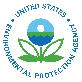 UNITED STATES
ENVIRONMENTAL PROTECTION AGENCY